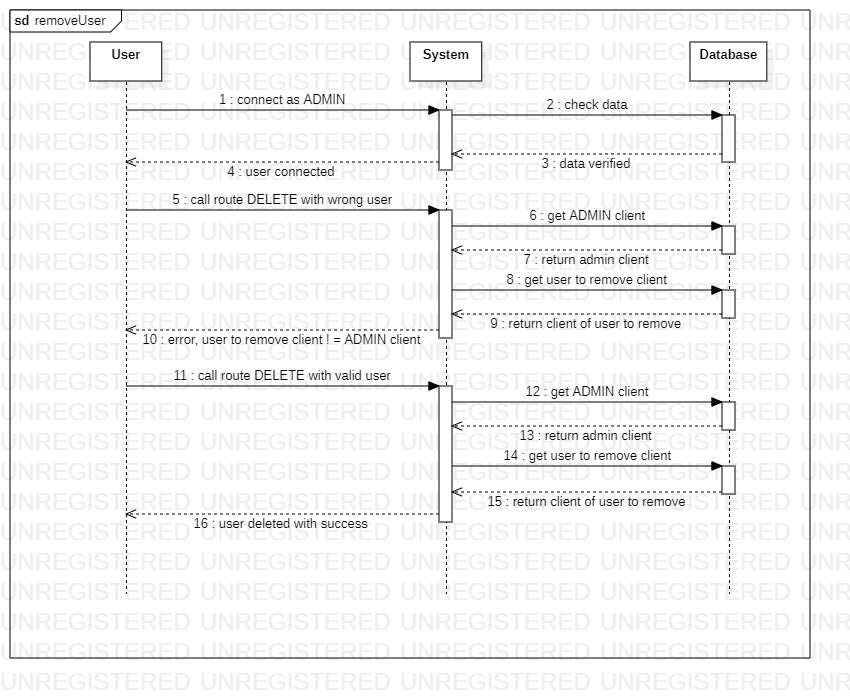 sd removeUser
User
System
Database
1 : connect as ADMIN
2 : check data
3 : data verified
4 : user connected
5 : call route DELETE with wrong user
6 : get ADMIN client
7 : return admin client
8 : get user to remove client
9 : return client of user to remove
10 : error, user to remove client ! = ADMIN client
11 : call route DELETE with valid user
12 : get ADMIN client
13 : return admin client
14 : get user to remove client
15 : return client of user to remove
16 : user deleted with success
UNREGISTERED